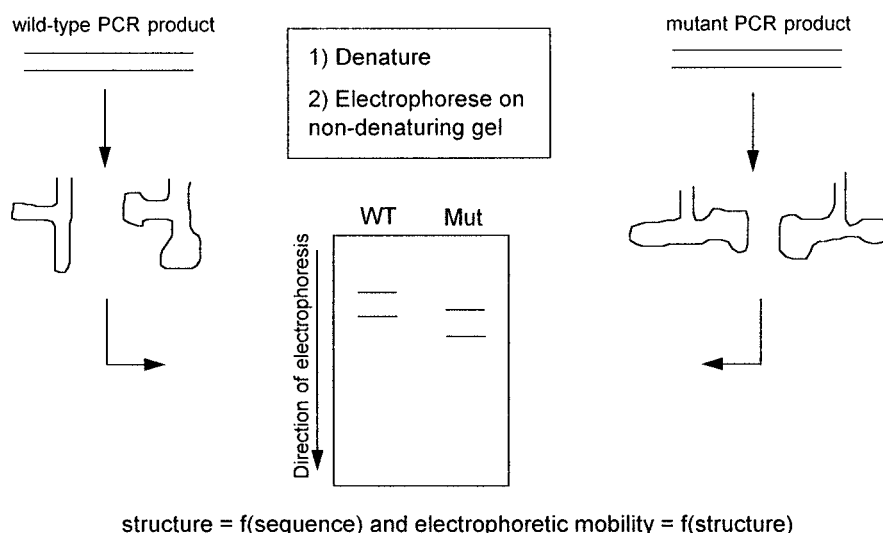 wild-type PCR product
mutant PCR product
1) Denature
2) Electrophorese on
non-denaturing gel
WT
Mut
Direction of electrophoresis
structure = f(sequence) and electrophoretic mobility = f(structure)